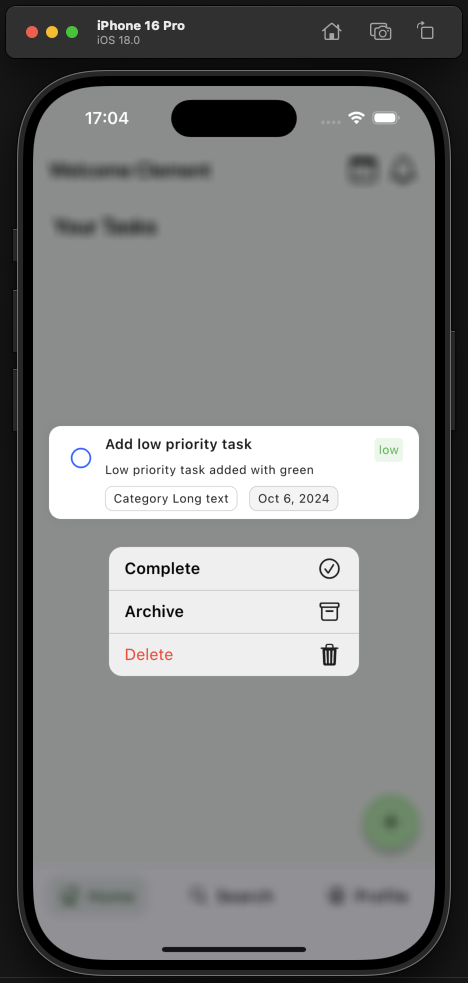 iPhone 16 Pro
iOS 18.0
17:04
Welcome Clement
Your Tasks
Add low priority task
low
Low priority task added with green
Category Long text
Oct 6, 2024
Complete
Archive
Delete
Home
Search
Profile